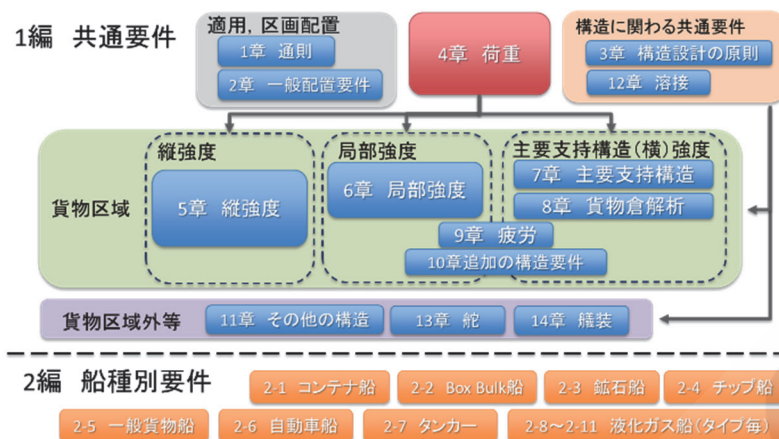 1編 共通要件
適用，区画配置
1章 通則
2章 一般配置要件
4章 荷重
構造に関わる共通要件
3章 構造設計の原則
12章 溶接
貨物区域
縦強度
5章 縦強度
局部強度
6章 局部強度
主要支持構造(横)強度
7章 主要支持構造
8章 貨物倉解析
9章 疲労
10章追加の構造要件
貨物区域外等
11章 その他の構造
13章 舵
14章 艤装
2編 船種別要件
2-1 コンテナ船
2-2 Box Bulk船
2-3 鉱石船
2-4 チップ船
2-5 一般貨物船
2-6 自動車船
2-7 タンカー
2-8～2-11 液化ガス船(タイプ毎)